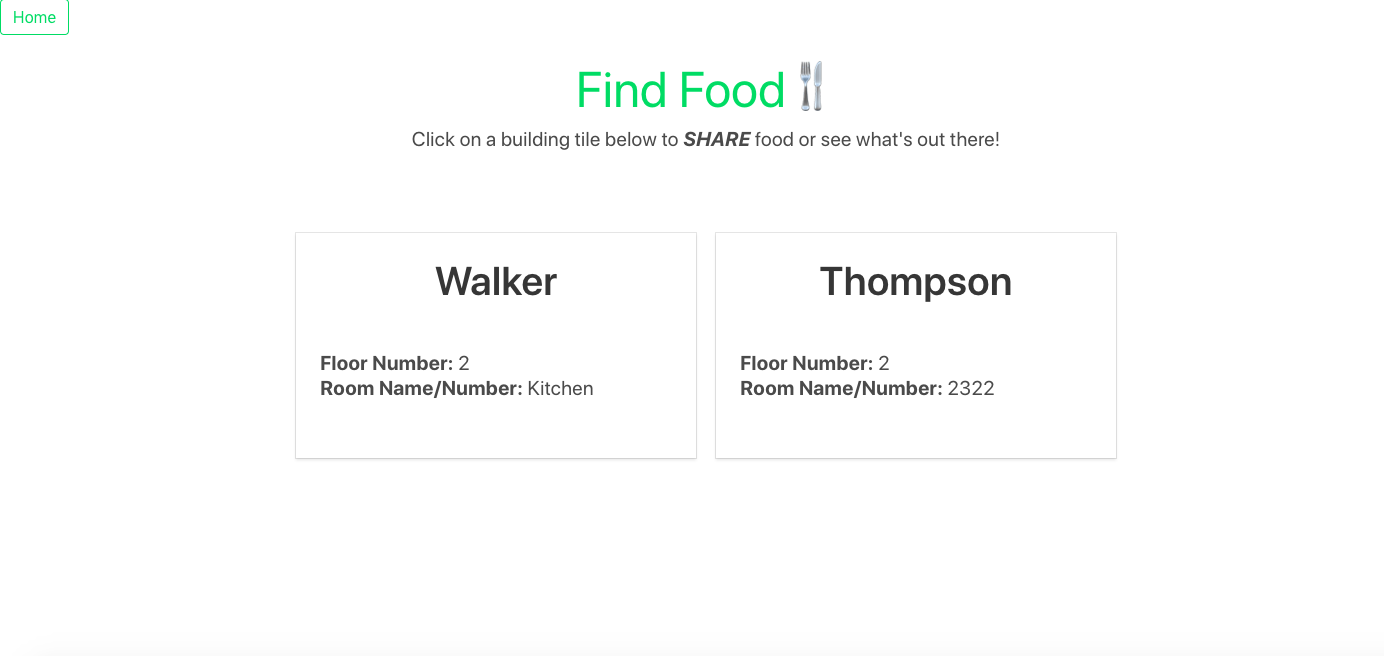 Home
Find Food🍴
Click on a building tile below to SHARE food or see what's out there!
Walker
Floor Number: 2
Room Name/Number: Kitchen
Thompson
Floor Number: 2
Room Name/Number: 2322